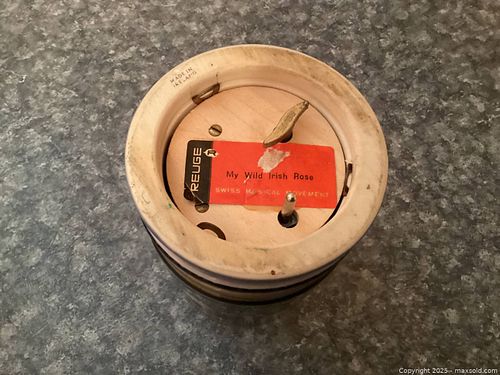 MADE IN
IRELAND
REUGE
My Wild Irish Rose
SWISS MUSICAL MOVEMENT
Copyright 2025 - maxsold.com